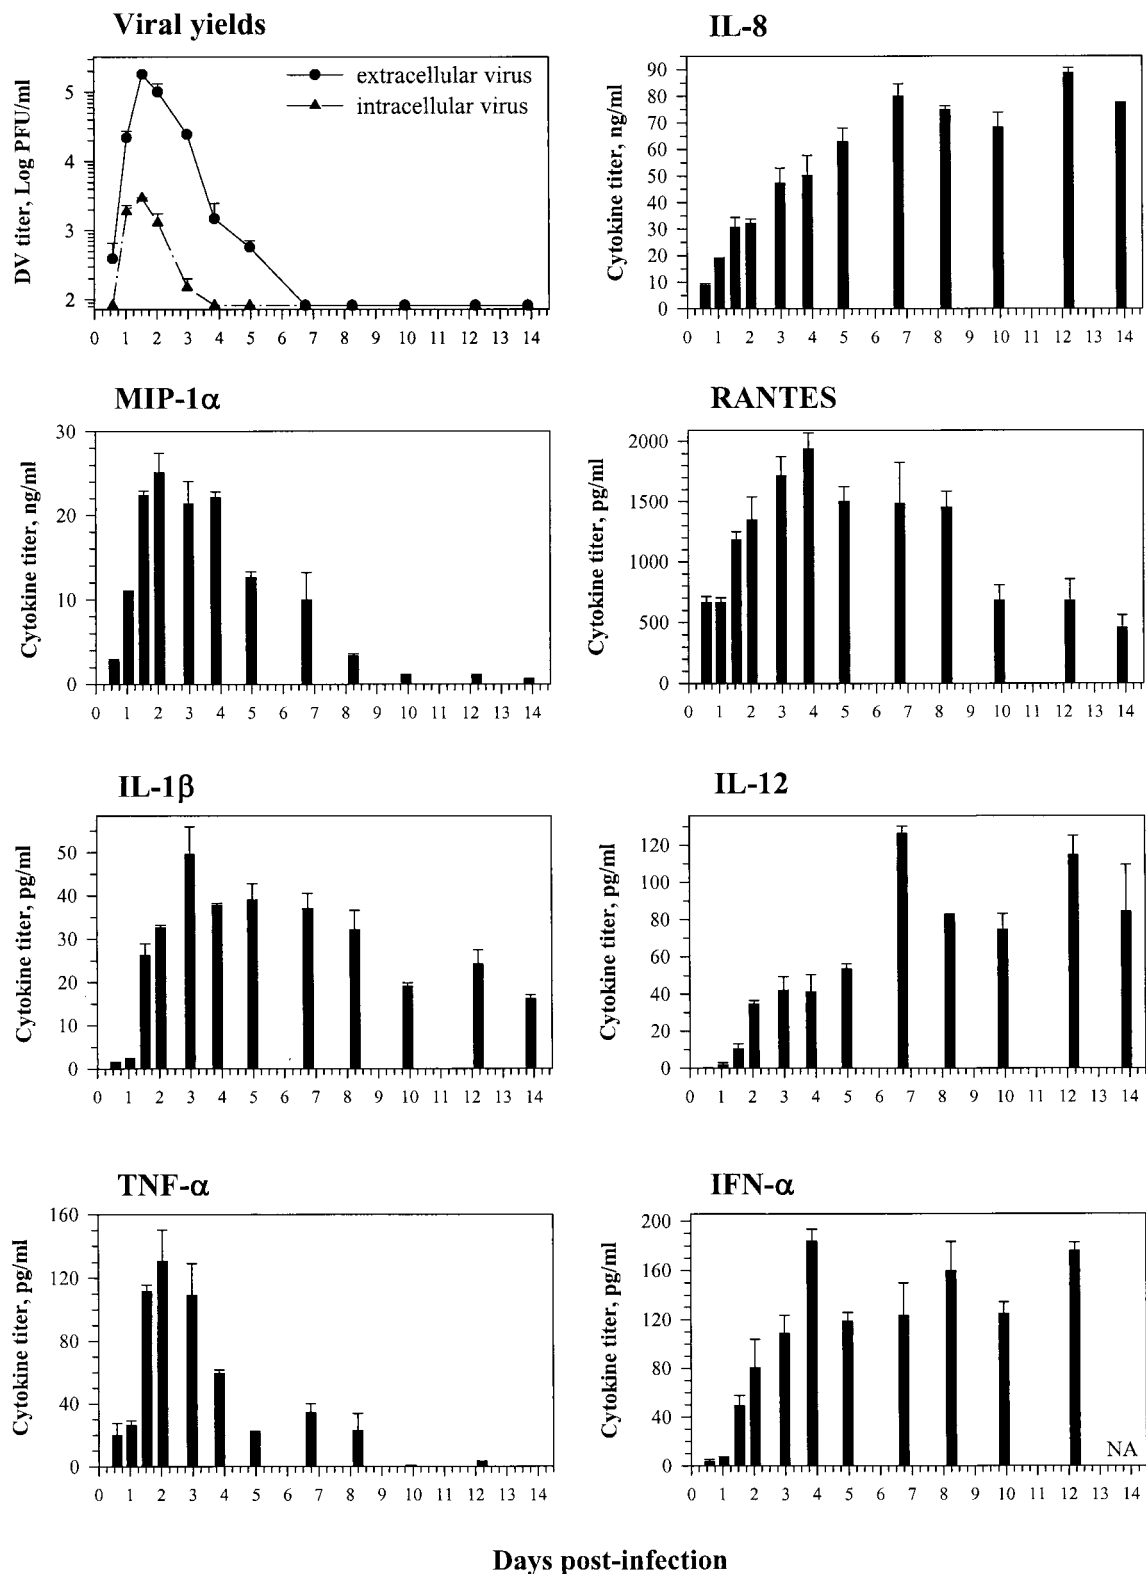 Viral yields
DV titer, Log PFU/ml
5
4
3
2
extracellular virus
intracellular virus
0 1 2 3 4 5 6 7 8 9 10 11 12 13 14
IL-8
Cytokine titer, ng/ml
90
80
70
60
50
40
30
20
10
0
0 1 2 3 4 5 6 7 8 9 10 11 12 13 14
MIP-1α
Cytokine titer, ng/ml
30
20
10
0
0 1 2 3 4 5 6 7 8 9 10 11 12 13 14
RANTES
Cytokine titer, pg/ml
2000
1500
1000
500
0
0 1 2 3 4 5 6 7 8 9 10 11 12 13 14
IL-1β
Cytokine titer, pg/ml
50
40
30
20
10
0
0 1 2 3 4 5 6 7 8 9 10 11 12 13 14
IL-12
Cytokine titer, pg/ml
120
100
80
60
40
20
0
0 1 2 3 4 5 6 7 8 9 10 11 12 13 14
TNF-α
Cytokine titer, pg/ml
160
120
80
40
0
0 1 2 3 4 5 6 7 8 9 10 11 12 13 14
IFN-α
Cytokine titer, pg/ml
200
160
120
80
40
0
NA
0 1 2 3 4 5 6 7 8 9 10 11 12 13 14
Days post-infection